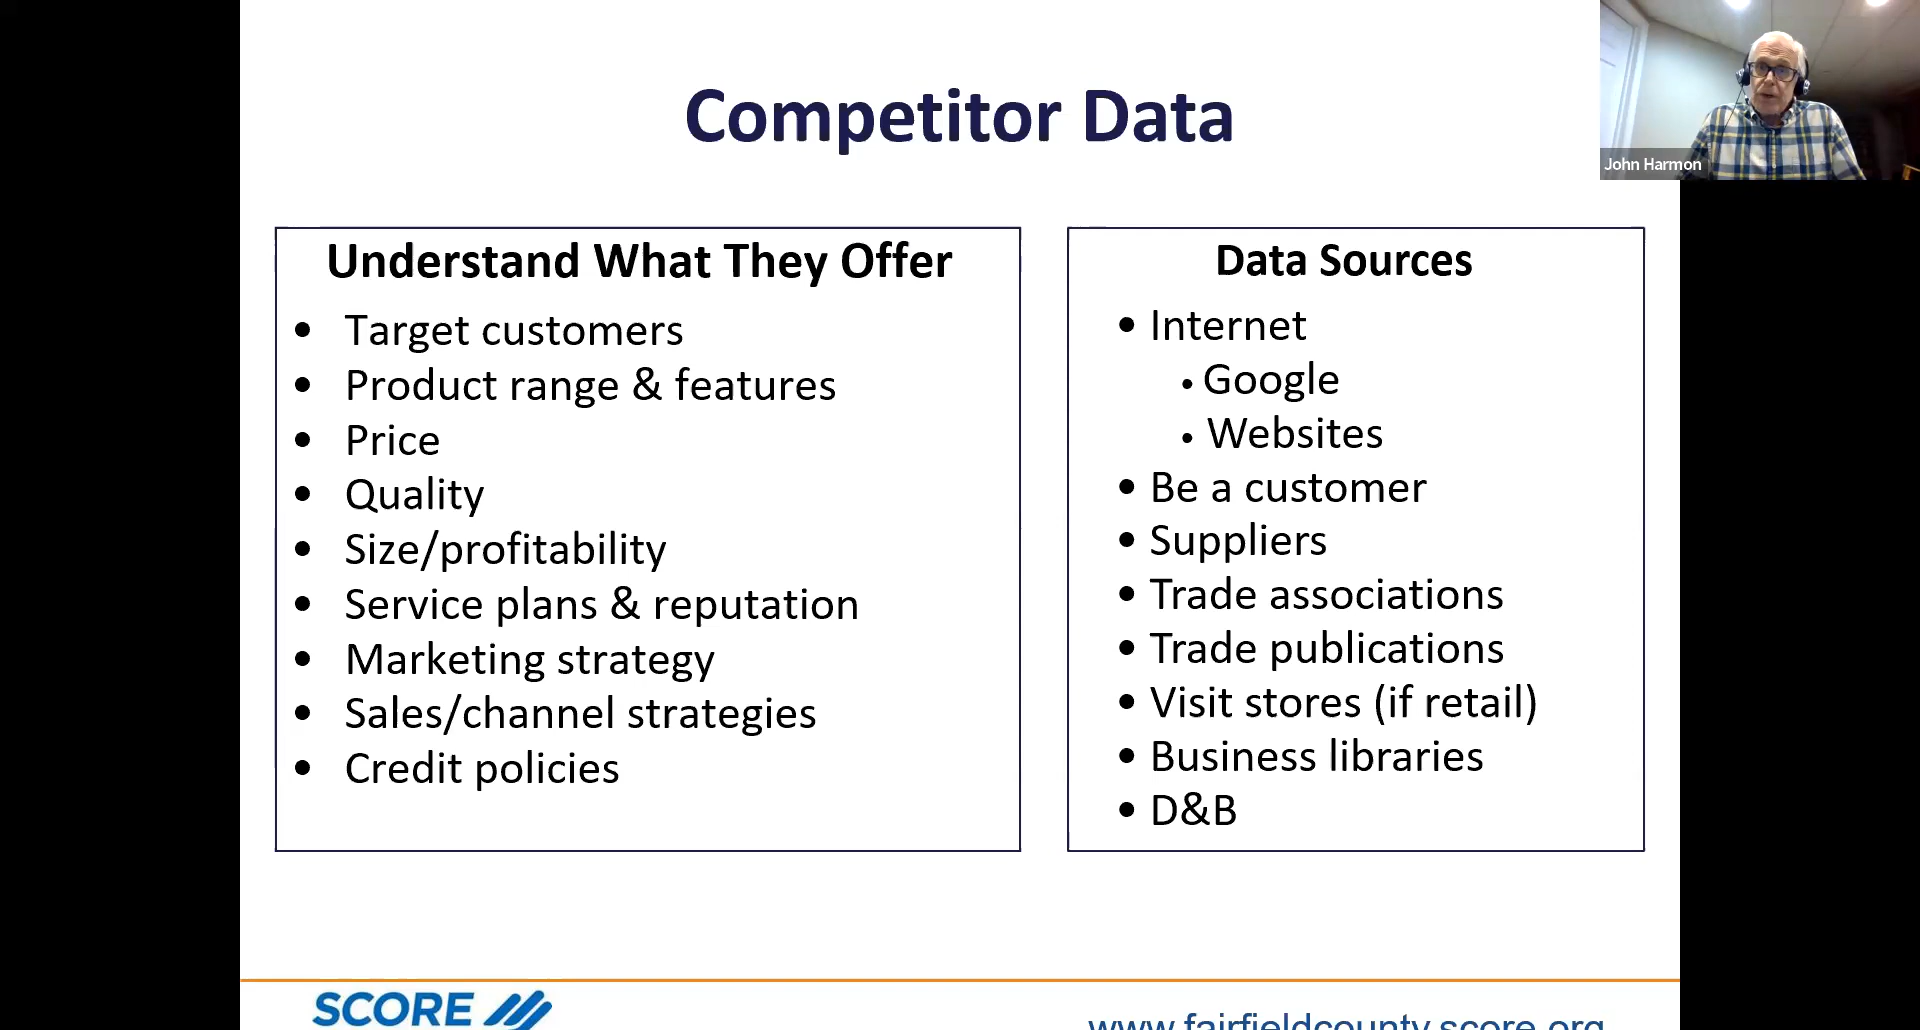 Competitor Data
John Harmon
Understand What They Offer
• Target customers
• Product range & features
• Price
• Quality
• Size/profitability
• Service plans & reputation
• Marketing strategy
• Sales/channel strategies
• Credit policies
Data Sources
• Internet
• Google
• Websites
• Be a customer
• Suppliers
• Trade associations
• Trade publications
• Visit stores (if retail)
• Business libraries
• D&B
SCORE
www.fairfieldcounty.score.org